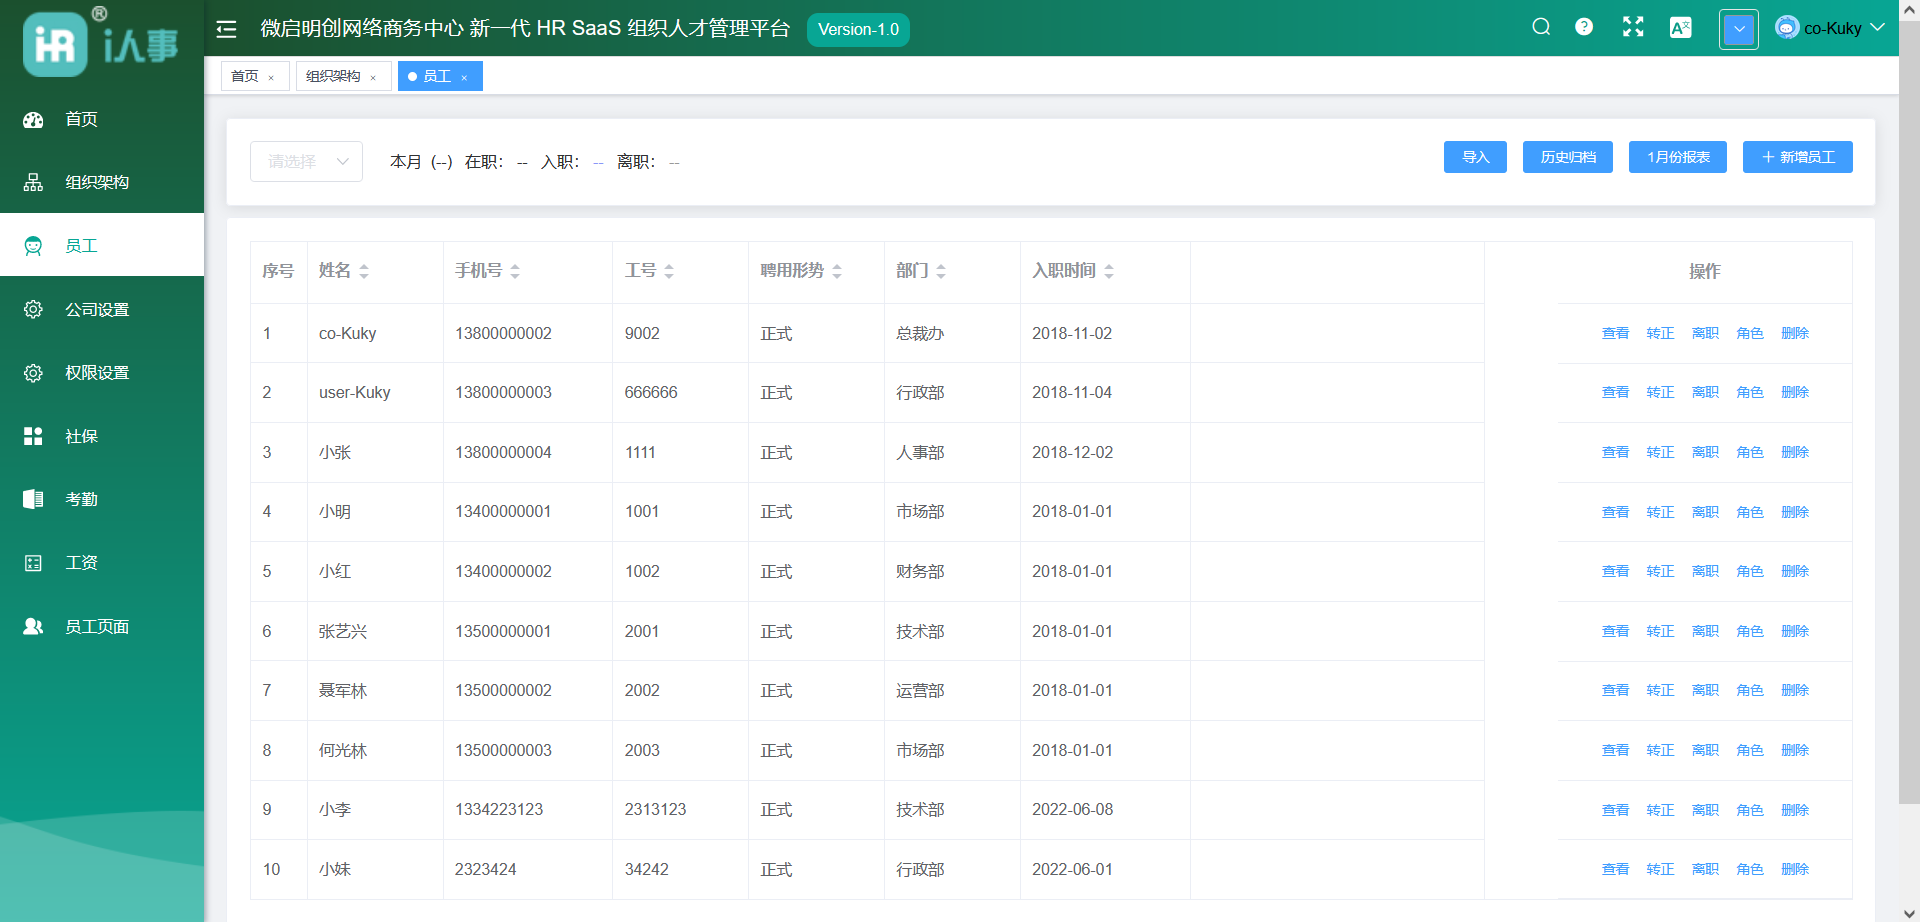 iR ® i人事
微启明创网络商务中心 新一代 HR SaaS 组织人才管理平台 Version-1.0 co-Kuky
首页 × 组织架构 × 员工 ×
首页
组织架构
员工
公司设置
权限设置
社保
考勤
工资
员工页面
请选择 本月 (--) 在职: -- 入职: -- 离职: -- 导入 历史归档 1月份报表 + 新增员工
序号 姓名 手机号 工号 聘用形势 部门 入职时间 操作
1 co-Kuky 13800000002 9002 正式 总裁办 2018-11-02 查看 转正 离职 角色 删除
2 user-Kuky 13800000003 666666 正式 行政部 2018-11-04 查看 转正 离职 角色 删除
3 小张 13800000004 1111 正式 人事部 2018-12-02 查看 转正 离职 角色 删除
4 小明 13400000001 1001 正式 市场部 2018-01-01 查看 转正 离职 角色 删除
5 小红 13400000002 1002 正式 财务部 2018-01-01 查看 转正 离职 角色 删除
6 张艺兴 13500000001 2001 正式 技术部 2018-01-01 查看 转正 离职 角色 删除
7 聂军林 13500000002 2002 正式 运营部 2018-01-01 查看 转正 离职 角色 删除
8 何光林 13500000003 2003 正式 市场部 2018-01-01 查看 转正 离职 角色 删除
9 小李 1334223123 2313123 正式 技术部 2022-06-08 查看 转正 离职 角色 删除
10 小妹 2323424 34242 正式 行政部 2022-06-01 查看 转正 离职 角色 删除